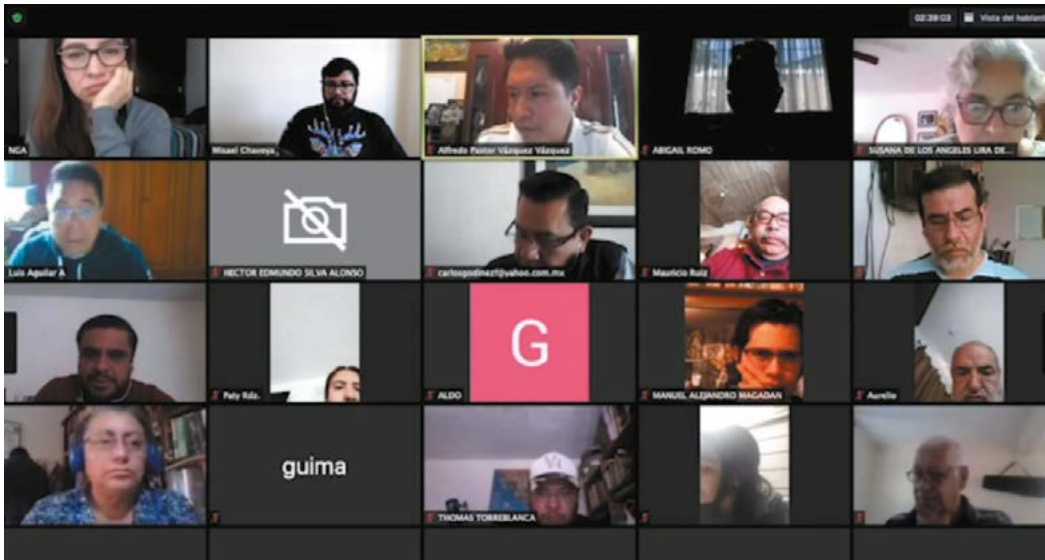 02:39:03 Vista del hablant
NGA
Misael Chavoya
Alfredo Pastor Vázquez Vázquez
ABIGAIL ROMO
SUSANA DE LOS ANGELES LIRA DE...
Luis Aguilar A
HECTOR EDMUNDO SILVA ALONSO
carlosgodinezf@yahoo.com.mx
Mauricio Ruiz
Paty Rdz.
G
ALDO
MANUEL ALEJANDRO MAGADAN
Aurelio
guima
THOMAS TORREBLANCA